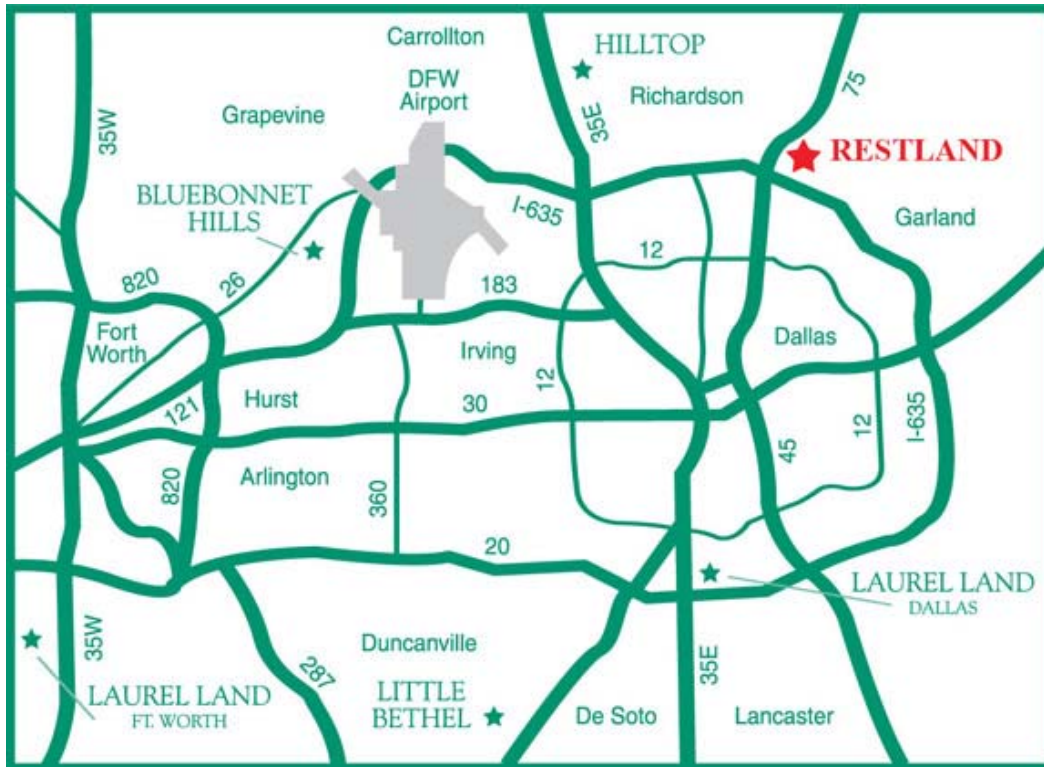 Carrollton
HILLTOP
DFW
Airport
Richardson
75
35W
Grapevine
35E
RESTLAND
BLUEBONNET
HILLS
I-635
Garland
12
820
26
183
Fort
Worth
Irving
Dallas
12
Hurst
121
30
I-635
12
45
Arlington
820
360
20
LAUREL LAND
DALLAS
35W
Duncanville
35E
287
LAUREL LAND
FT. WORTH
LITTLE
BETHEL
De Soto
Lancaster